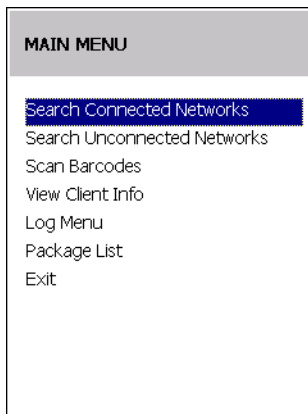 MAIN MENU
Search Connected Networks
Search Unconnected Networks
Scan Barcodes
View Client Info
Log Menu
Package List
Exit